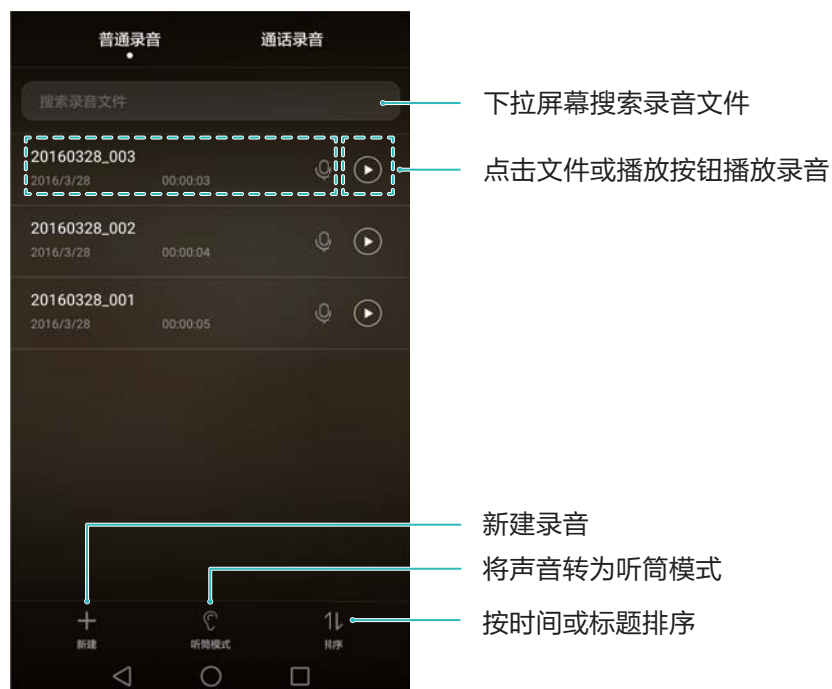 普通录音
通话录音
搜索录音文件
下拉屏幕搜索录音文件
20160328_003
2016/3/28 00:00:03
点击文件或播放按钮播放录音
20160328_002
2016/3/28 00:00:04
20160328_001
2016/3/28 00:00:05
新建录音
将声音转为听筒模式
按时间或标题排序
新建
听筒模式
排序